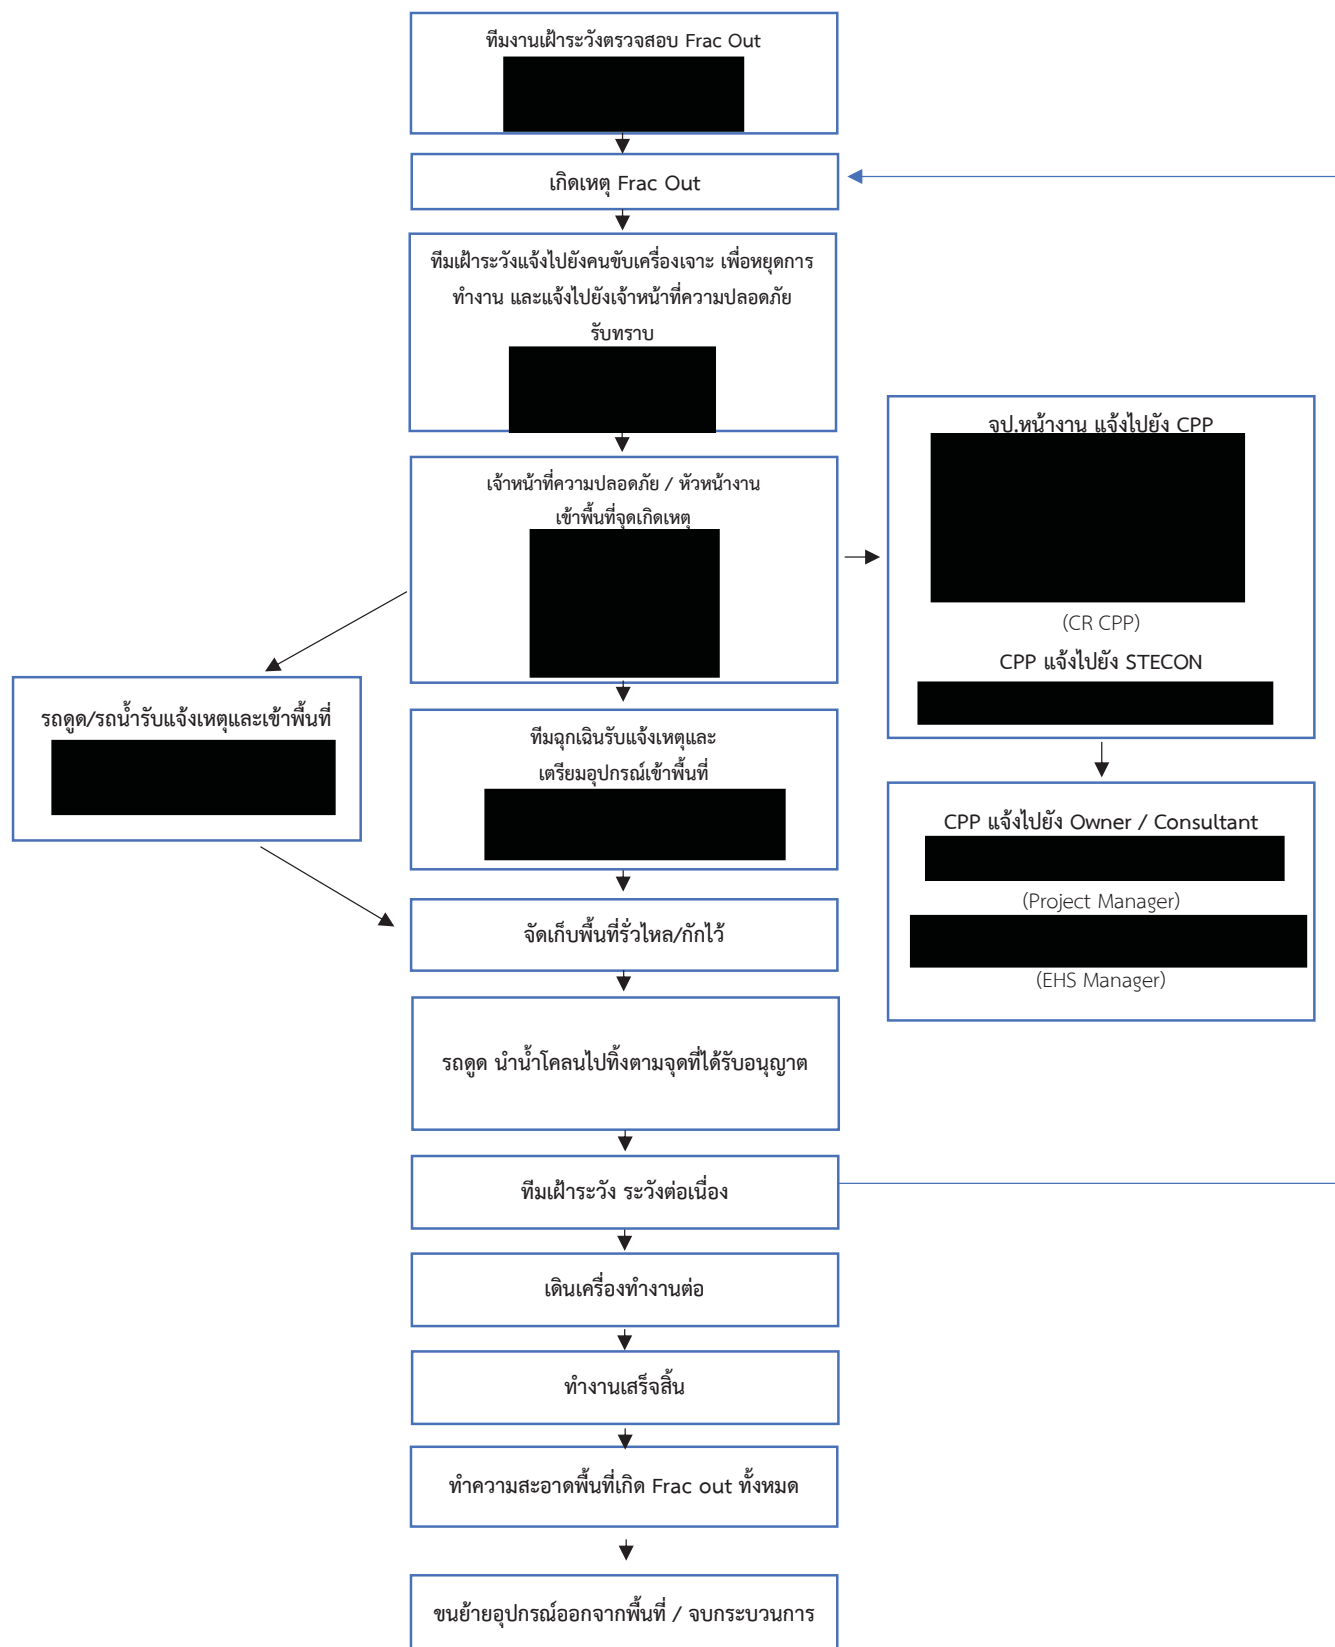 ทีมงานเฝ้าระวังตรวจสอบ Frac Out
เกิดเหตุ Frac Out
ทีมเฝ้าระวังแจ้งไปยังคนขับเครื่องเจาะ เพื่อหยุดการ
ทำงาน และแจ้งไปยังเจ้าหน้าที่ความปลอดภัย
รับทราบ
เจ้าหน้าที่ความปลอดภัย / หัวหน้างาน
เข้าพื้นที่จุดเกิดเหตุ
จป.หน้างาน แจ้งไปยัง CPP
(CR CPP)
CPP แจ้งไปยัง STECON
รถดูด/รถน้ำรับแจ้งเหตุและเข้าพื้นที่
ทีมฉุกเฉินรับแจ้งเหตุและ
เตรียมอุปกรณ์เข้าพื้นที่
CPP แจ้งไปยัง Owner / Consultant
(Project Manager)
(EHS Manager)
จัดเก็บพื้นที่รั่วไหล/กักไว้
รถดูด นำน้ำโคลนไปทิ้งตามจุดที่ได้รับอนุญาต
ทีมเฝ้าระวัง ระวังต่อเนื่อง
เดินเครื่องทำงานต่อ
ทำงานเสร็จสิ้น
ทำความสะอาดพื้นที่เกิด Frac out ทั้งหมด
ขนย้ายอุปกรณ์ออกจากพื้นที่ / จบกระบวนการ